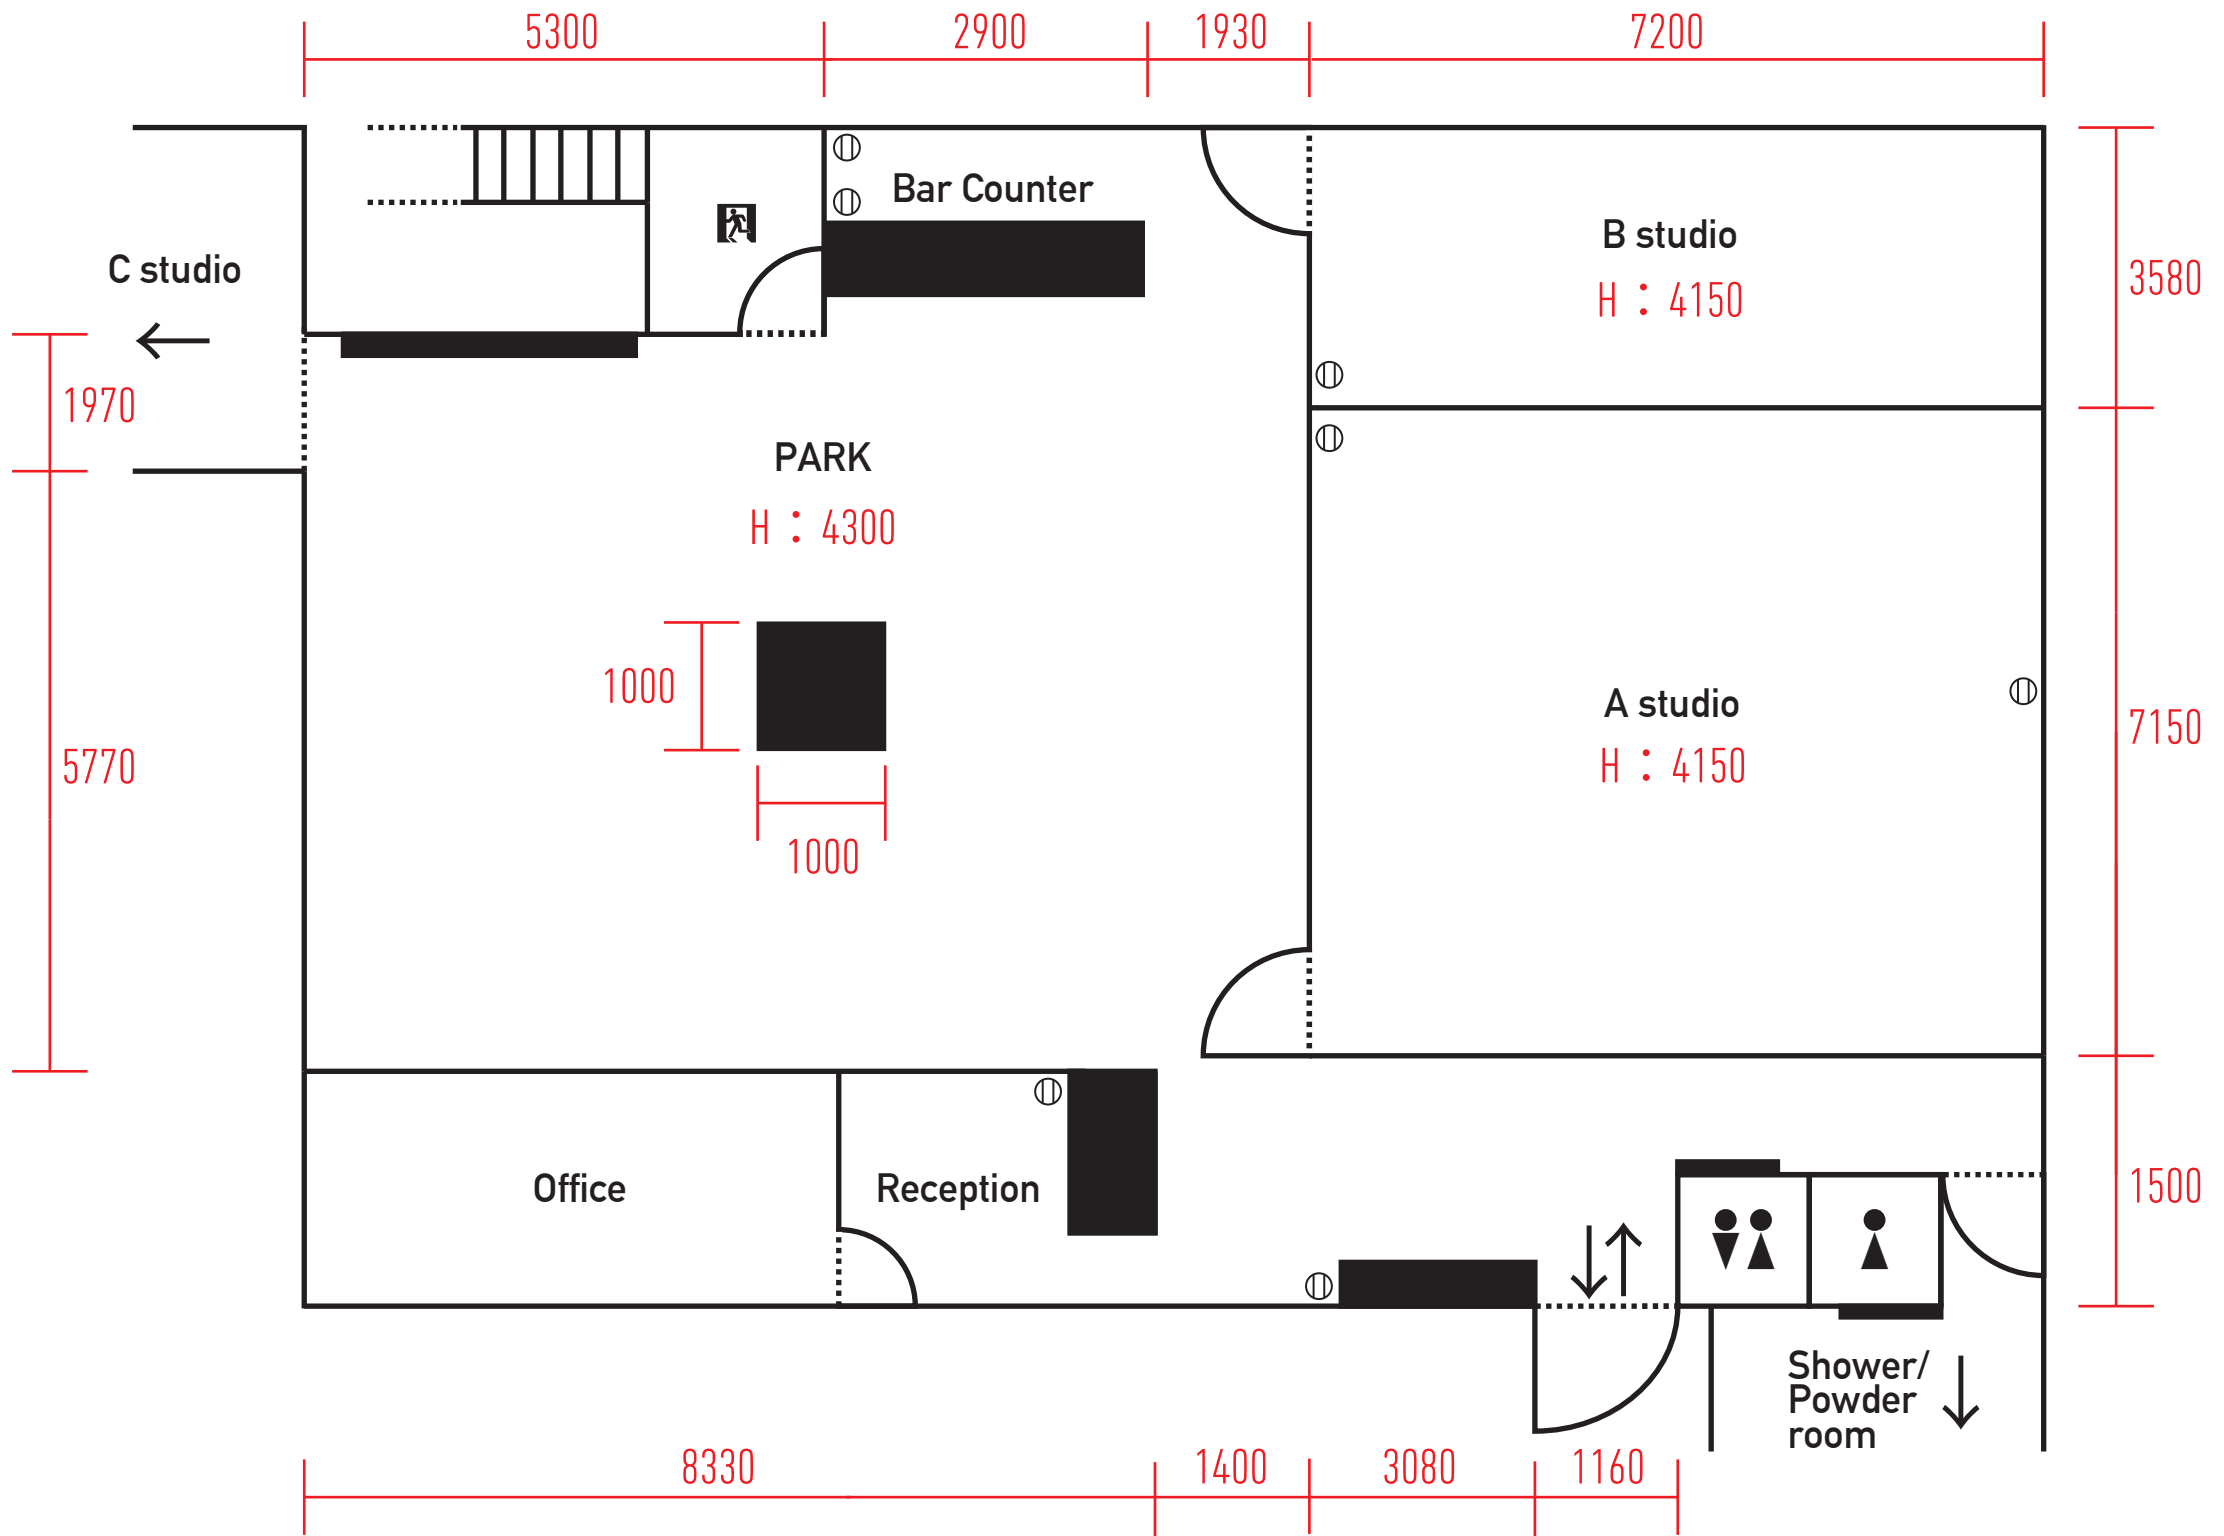 5300
2900
1930
7200
Bar Counter
B studio
H : 4150
3580
C studio
1970
PARK
H : 4300
1000
1000
A studio
H : 4150
7150
5770
Office
Reception
1500
Shower/
Powder
room
8330
1400
3080
1160